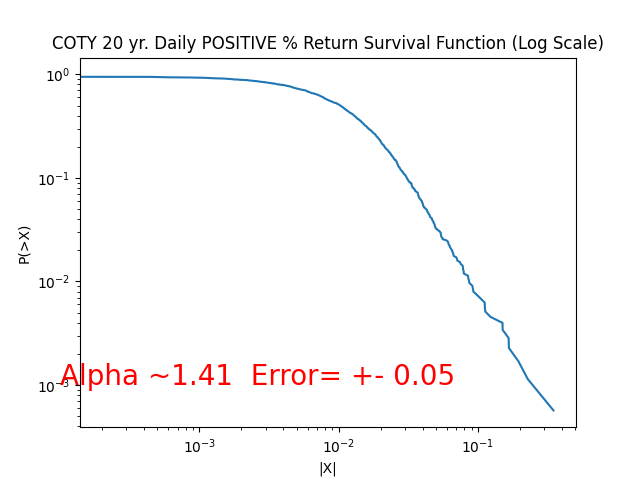 COTY 20 yr. Daily POSITIVE % Return Survival Function (Log Scale)
10⁰
10⁻¹
10⁻²
10⁻³
P(>X)
Alpha ~1.41 Error= +- 0.05
10⁻³ 10⁻² 10⁻¹
|X|